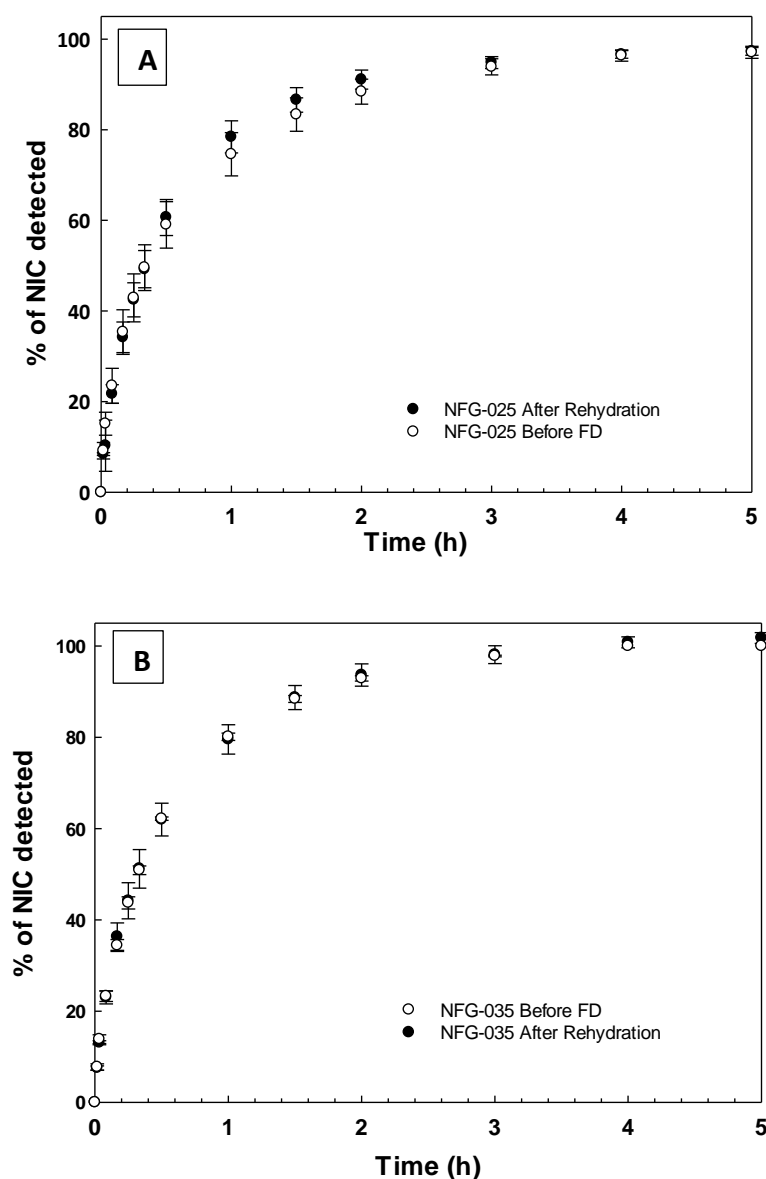 A
% of NIC detected
100
80
60
40
20
0
NFG-025 After Rehydration
NFG-025 Before FD
0 1 2 3 4 5
Time (h)
B
% of NIC detected
100
80
60
40
20
0
NFG-035 Before FD
NFG-035 After Rehydration
0 1 2 3 4 5
Time (h)